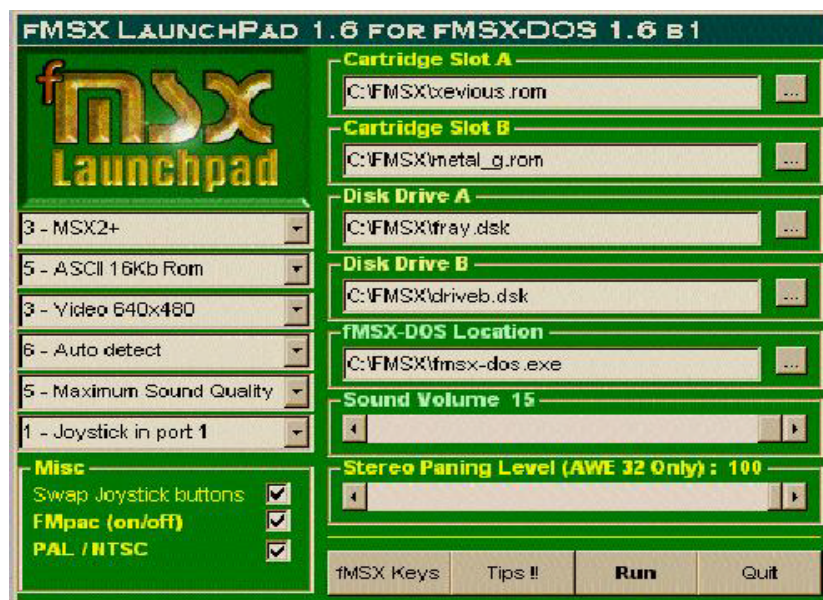 fMSX LaunchPad 1.6 for fMSX-DOS 1.6 b1
fMSX
Launchpad
3 - MSX2+
5 - ASCII 16Kb Rom
3 - Video 640x480
6 - Auto detect
5 - Maximum Sound Quality
1 - Joystick in port 1
Misc
Swap Joystick buttons
FMpac (on/off)
PAL / NTSC
Cartridge Slot A
C:\FMSX\xevious.rom
...
Cartridge Slot B
C:\FMSX\metal_g.rom
...
Disk Drive A
C:\FMSX\fray.dsk
...
Disk Drive B
C:\FMSX\driveb.dsk
...
fMSX-DOS Location
C:\FMSX\fmsx-dos.exe
...
Sound Volume 15
Stereo Paning Level (AWE 32 Only) : 100
fMSX Keys
Tips !!
Run
Quit